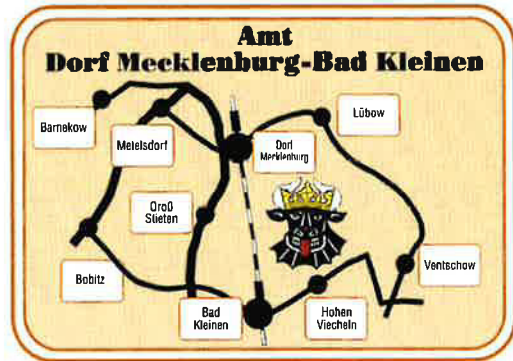 Amt
Dorf Mecklenburg-Bad Kleinen
Barnekow
Metelsdorf
Dorf
Mecklenburg
Lübow
Groß
Stieten
Bobitz
Bad
Kleinen
Hohen
Viecheln
Ventschow